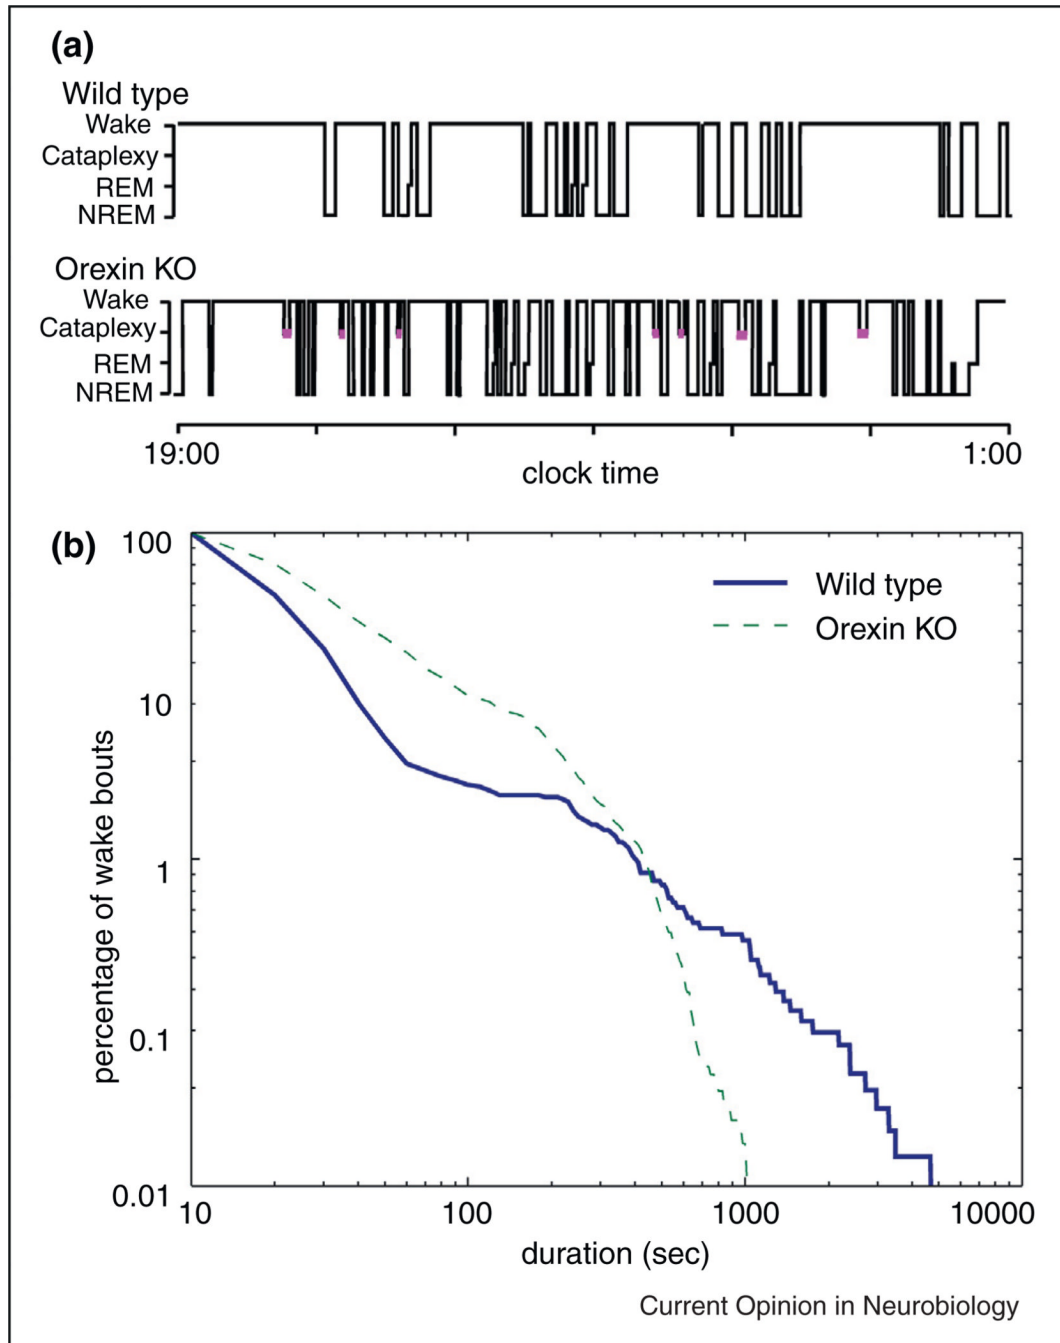 (a)
Wild type
Wake
Cataplexy
REM
NREM
Orexin KO
Wake
Cataplexy
REM
NREM
19:00
1:00
clock time
(b)
100
10
1
0.1
0.01
percentage of wake bouts
Wild type
Orexin KO
10
100
1000
10000
duration (sec)
Current Opinion in Neurobiology